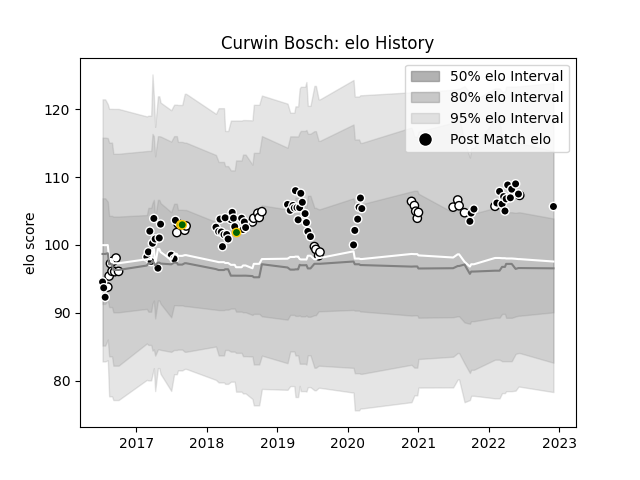 Curwin Bosch: elo History
50% elo Interval
80% elo Interval
95% elo Interval
Post Match elo
elo score
120
110
100
90
80
2017 2018 2019 2020 2021 2022 2023